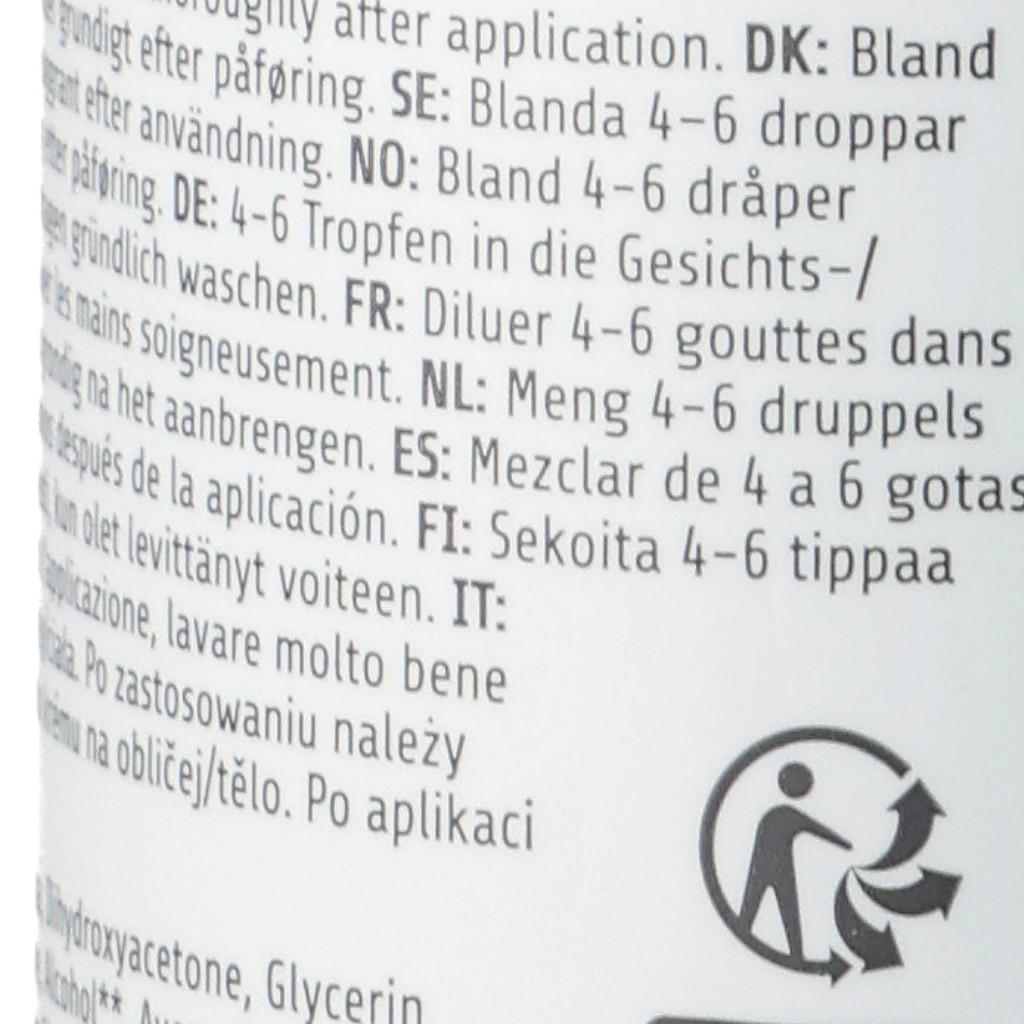 thoroughly after application. DK: Bland
grundigt efter påføring. SE: Blanda 4-6 droppar
efter användning. NO: Bland 4-6 dråper
påføring. DE: 4-6 Tropfen in die Gesichts-/
gründlich waschen. FR: Diluer 4-6 gouttes dans
les mains soigneusement. NL: Meng 4-6 druppels
na het aanbrengen. ES: Mezclar de 4 a 6 gotas
después de la aplicación. FI: Sekoita 4-6 tippaa
kun olet levittänyt voiteen. IT:
applicazione, lavare molto bene
Po zastosowaniu należy
na obličej/tělo. Po aplikaci
Dihydroxyacetone, Glycerin
Alcohol**